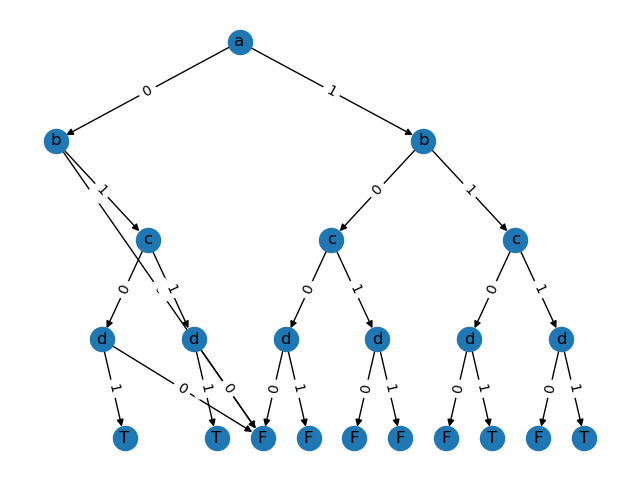 a
0 1
b b
1 0 1
c c c
0 1 0 1 0 1
d d d d d d
1 0 1 0 0 1 0 1 0 1 0 1
T T F F F F F T F T